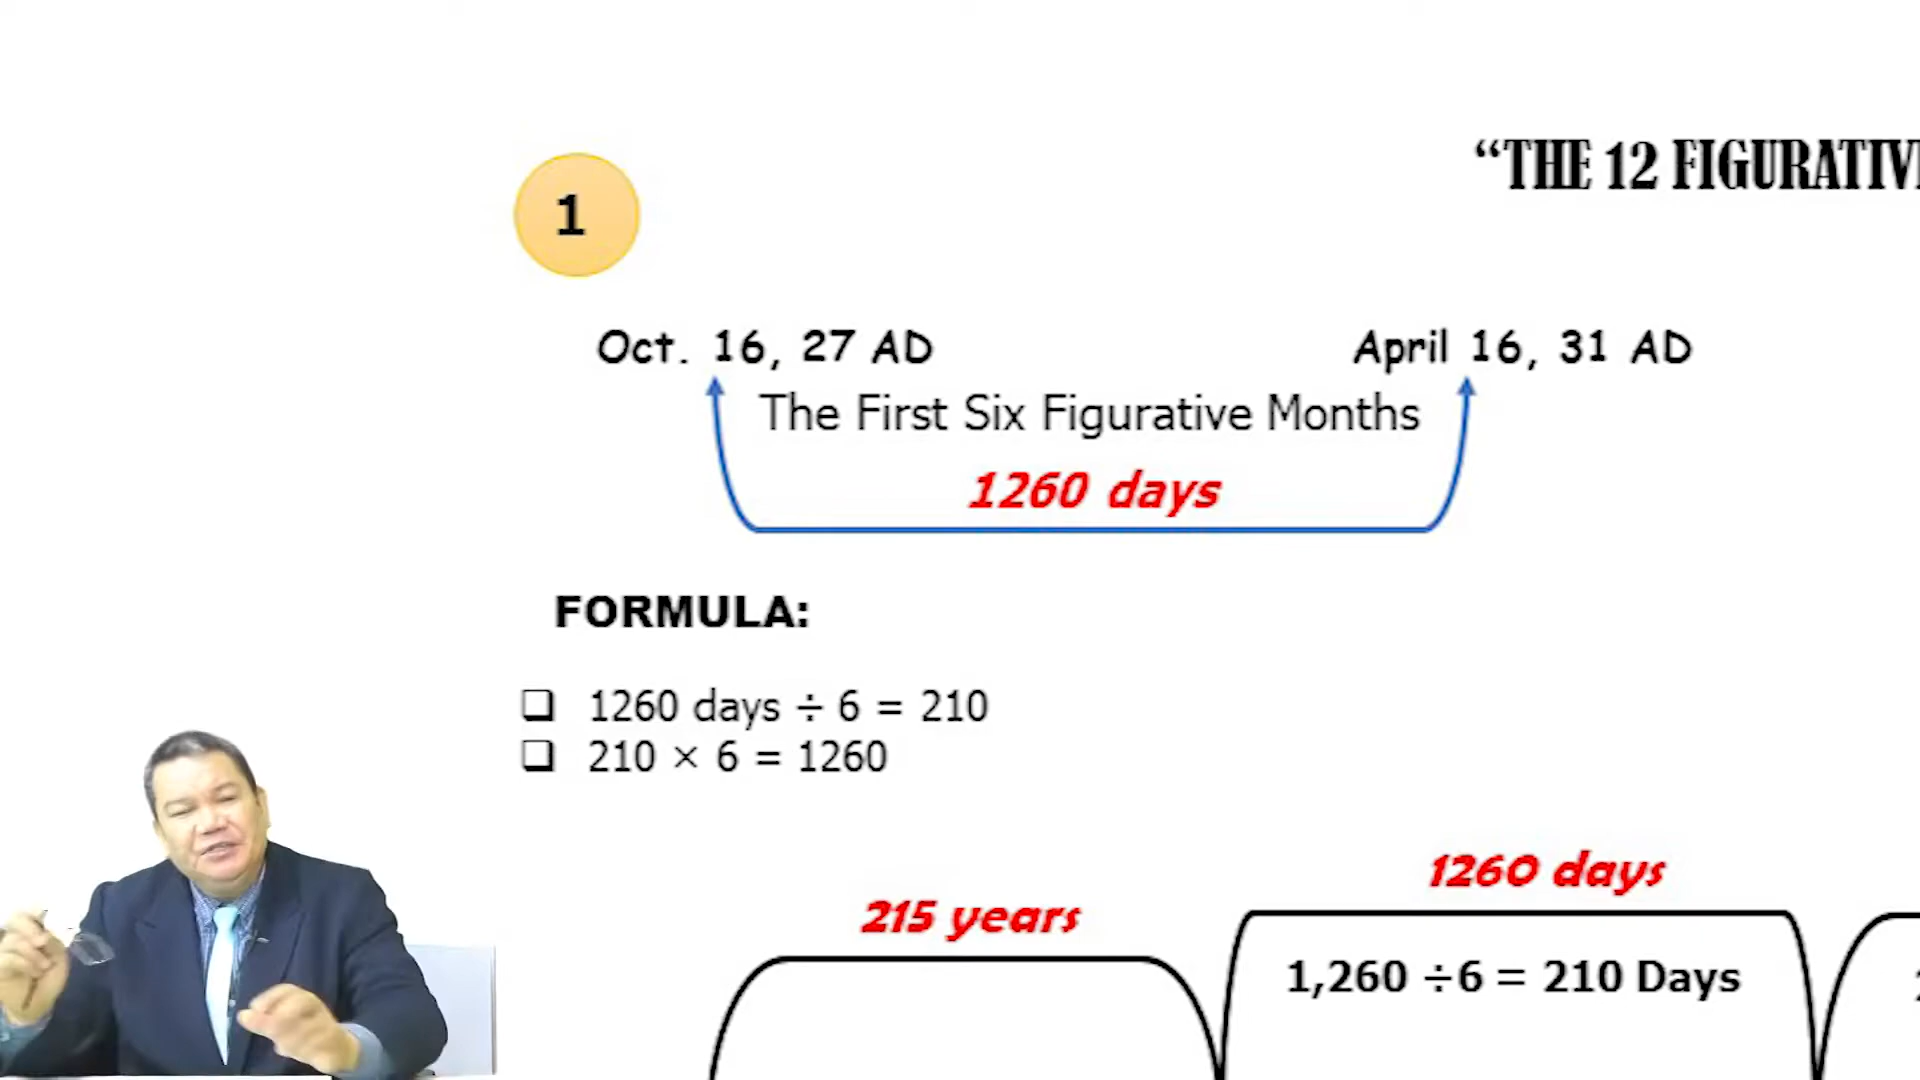 “THE 12 FIGURATIVE
1
Oct. 16, 27 AD
April 16, 31 AD
The First Six Figurative Months
1260 days
FORMULA:
❑ 1260 days ÷ 6 = 210
❑ 210 × 6 = 1260
215 years
1260 days
1,260 ÷6 = 210 Days